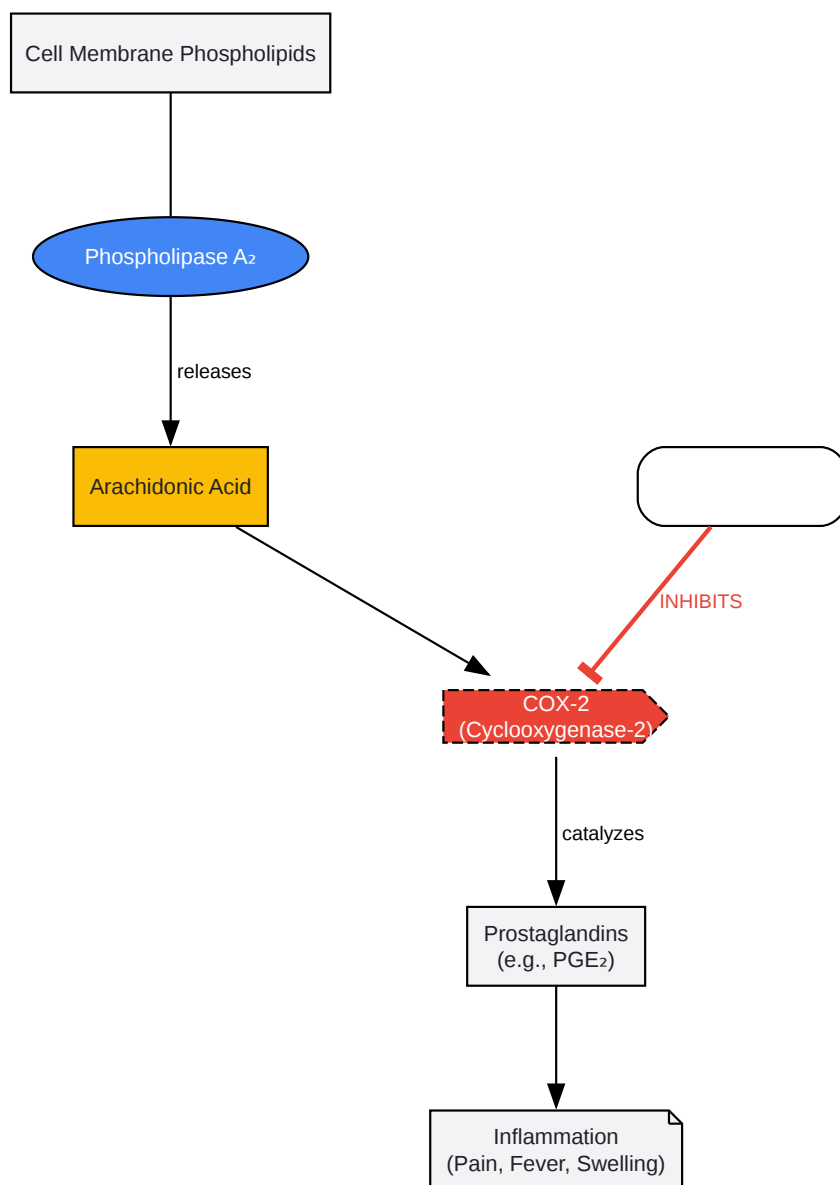 Cell Membrane Phospholipids
Phospholipase A₂
releases
Arachidonic Acid
INHIBITS
COX-2
(Cyclooxygenase-2)
catalyzes
Prostaglandins
(e.g., PGE₂)
Inflammation
(Pain, Fever, Swelling)